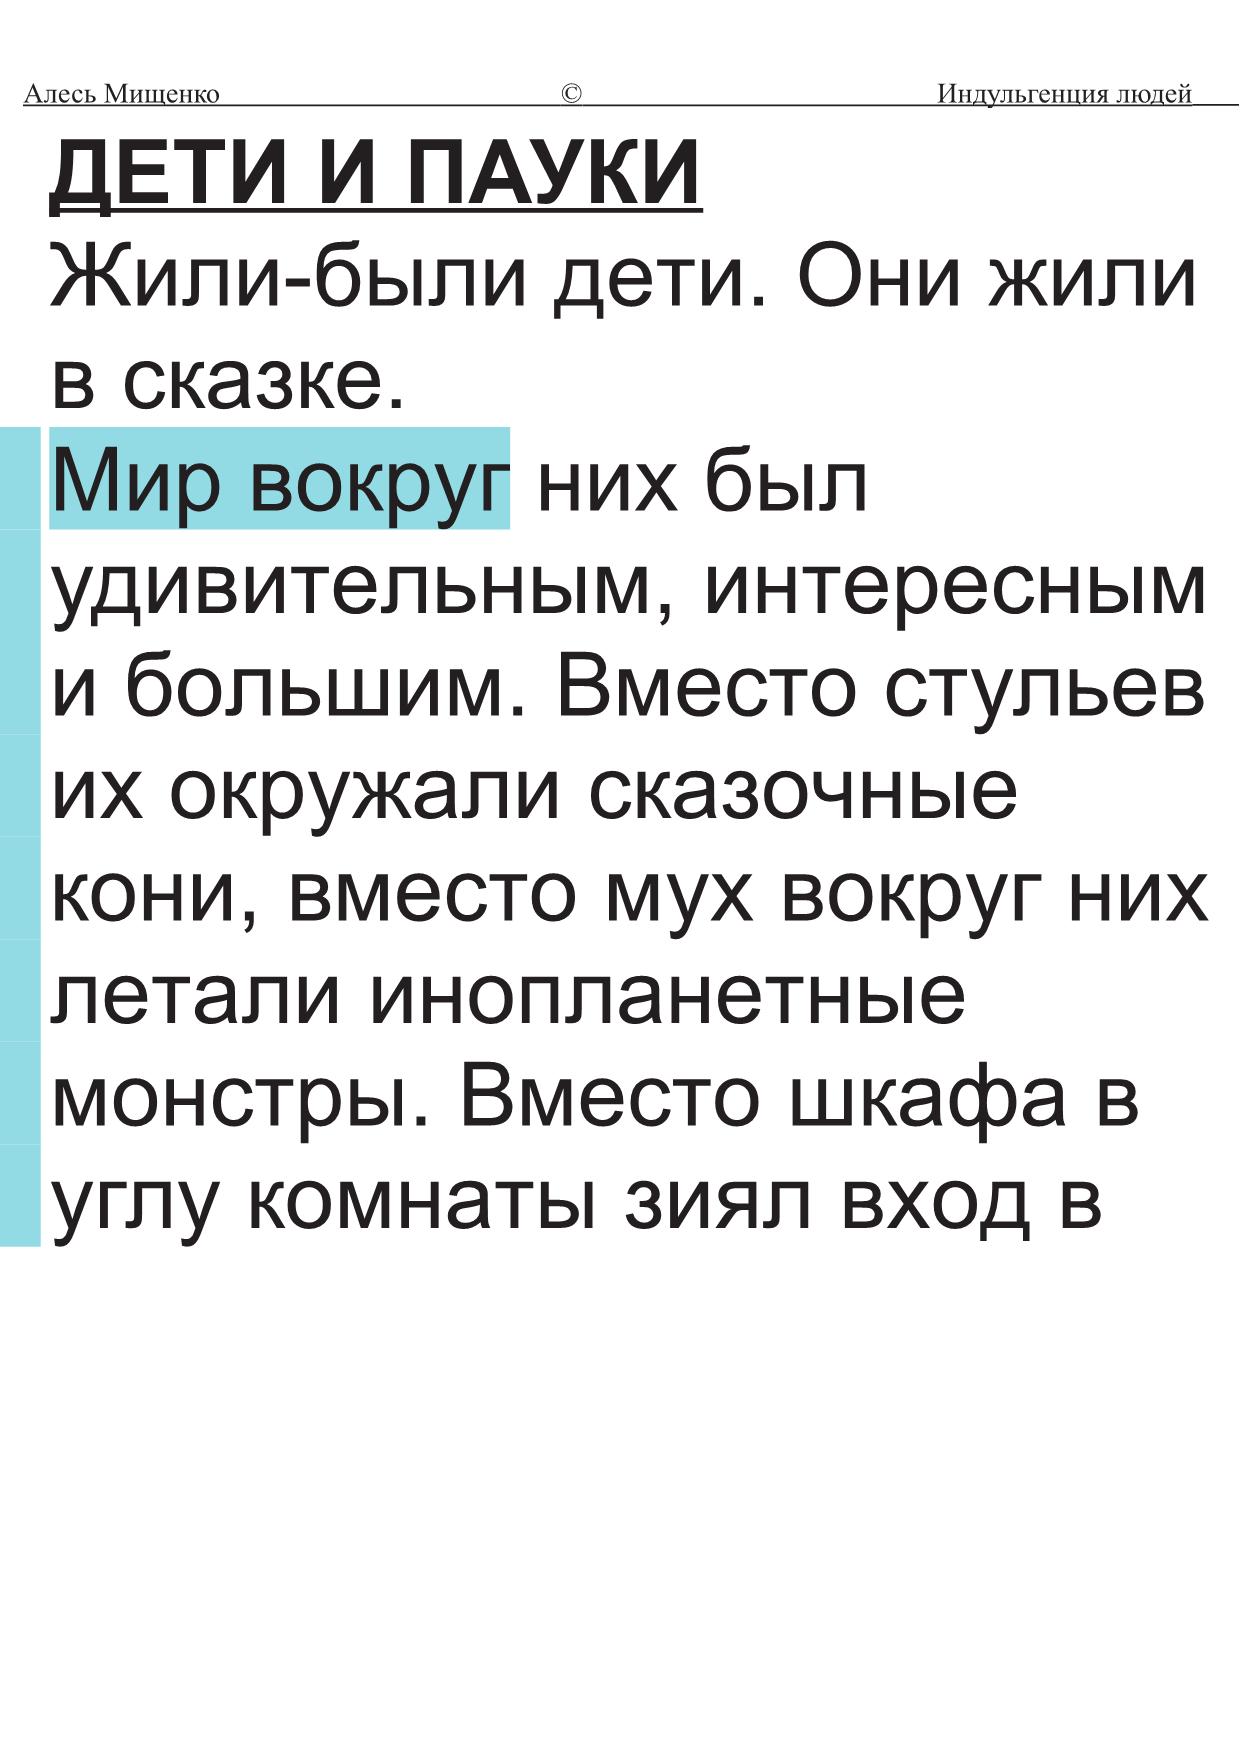 Алесь Мищенко © Индульгенция людей
ДЕТИ И ПАУКИ
Жили-были дети. Они жили
в сказке.
Мир вокруг них был
удивительным, интересным
и большим. Вместо стульев
их окружали сказочные
кони, вместо мух вокруг них
летали инопланетные
монстры. Вместо шкафа в
углу комнаты зиял вход в